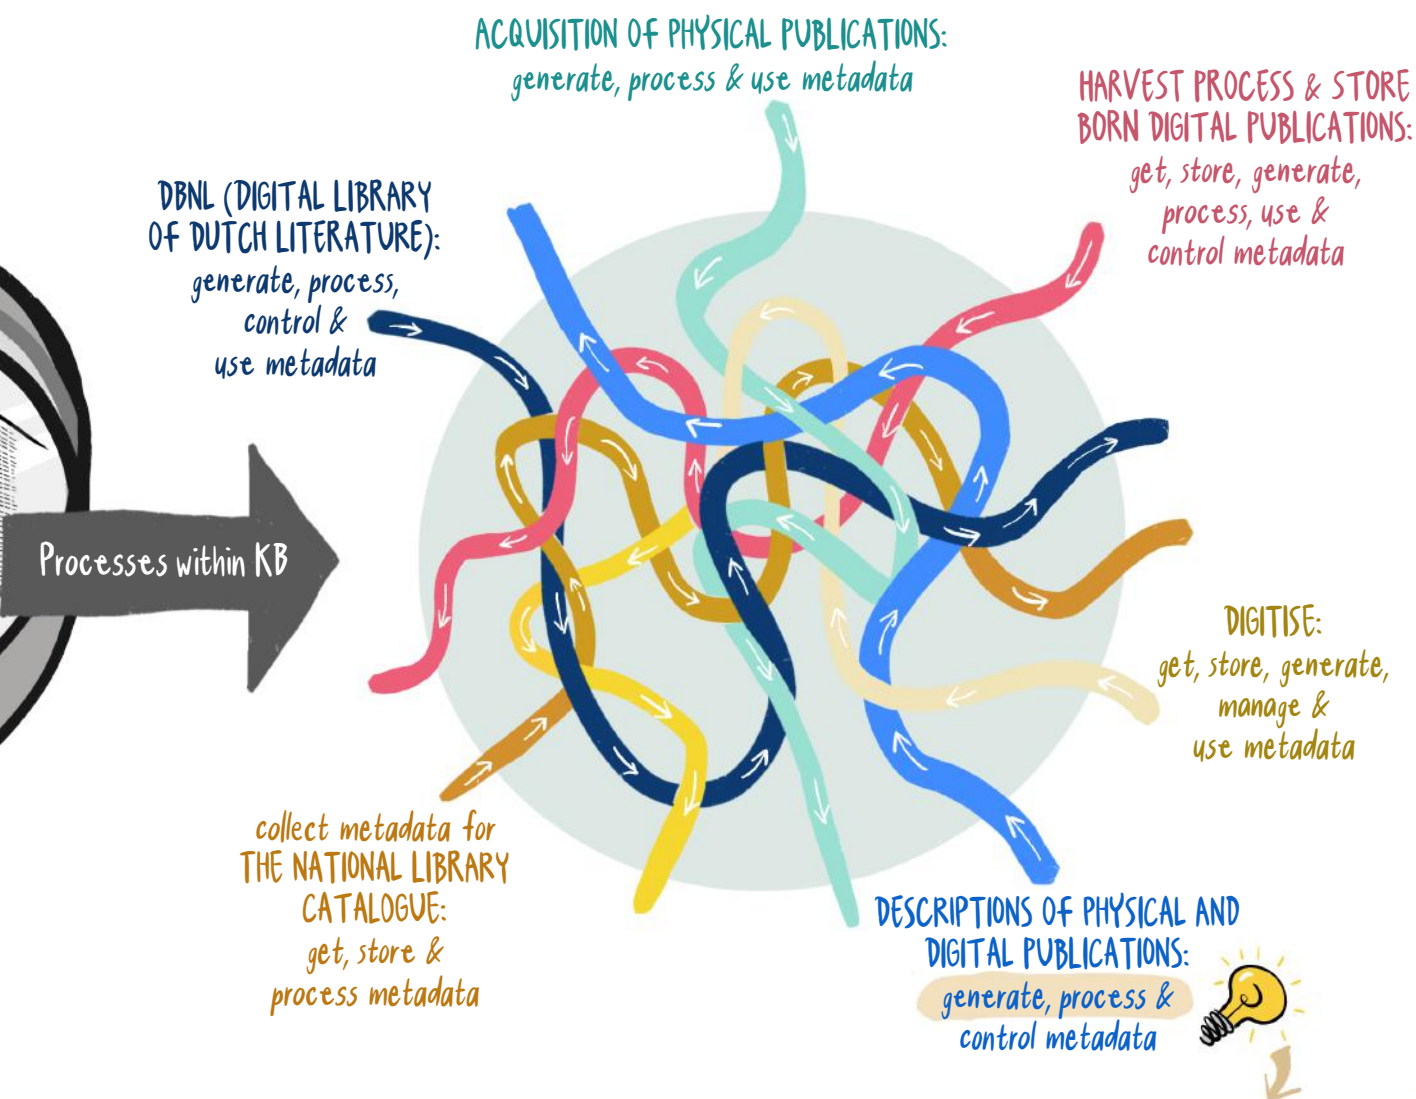 ACQUISITION OF PHYSICAL PUBLICATIONS:
generate, process & use metadata
HARVEST PROCESS & STORE
BORN DIGITAL PUBLICATIONS:
get, store, generate,
process, use &
control metadata
DBNL (DIGITAL LIBRARY
OF DUTCH LITERATURE):
generate, process,
control &
use metadata
Processes within KB
DIGITISE:
get, store, generate,
manage &
use metadata
collect metadata for
THE NATIONAL LIBRARY
CATALOGUE:
get, store &
process metadata
DESCRIPTIONS OF PHYSICAL AND
DIGITAL PUBLICATIONS:
generate, process &
control metadata